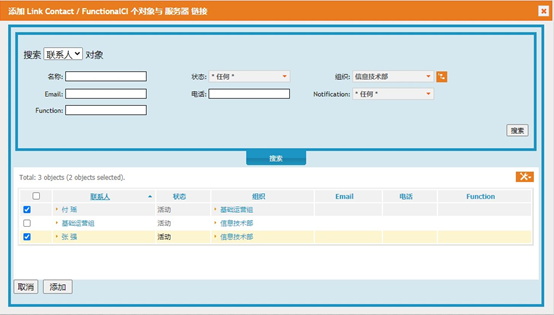 添加 Link Contact / FunctionalCI 个对象与 服务器 链接
搜索 联系人 对象
名称: 状态: * 任何 * 组织: 信息技术部
Email: 电话: Notification: * 任何 *
Function:
搜索
搜索
Total: 3 objects (2 objects selected).
联系人 状态 组织 Email 电话 Function
付 瑞 活动 基础运营组
基础运营组 活动 信息技术部
张 强 活动 信息技术部
取消 添加